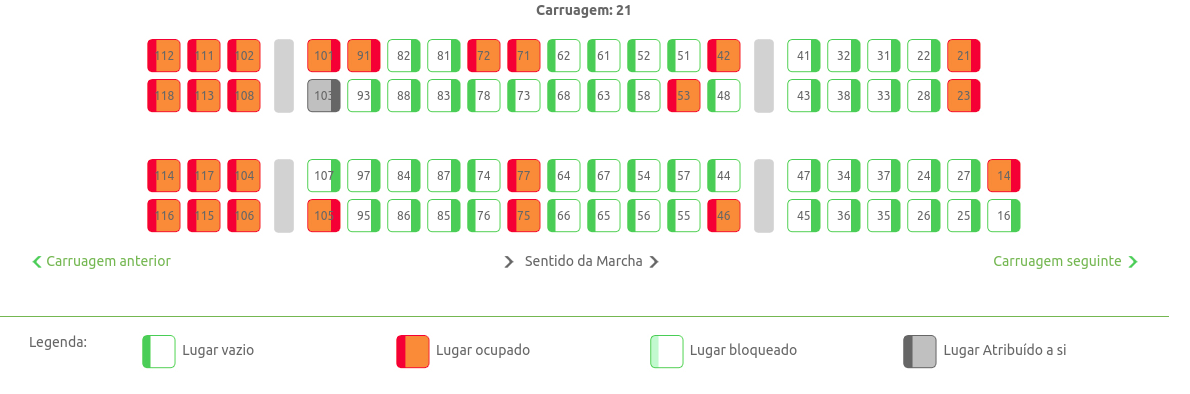 Carruagem: 21
112 111 102 101 91 82 81 72 71 62 61 52 51 42 41 32 31 22 21
118 113 108 103 93 88 83 78 73 68 63 58 53 48 43 38 33 28 23
114 117 104 107 97 84 87 74 77 64 67 54 57 44 47 34 37 24 27 14
116 115 106 105 95 86 85 76 75 66 65 56 55 46 45 36 35 26 25 16
Carruagem anterior Sentido da Marcha Carruagem seguinte
Legenda: Lugar vazio Lugar ocupado Lugar bloqueado Lugar Atribuído a si